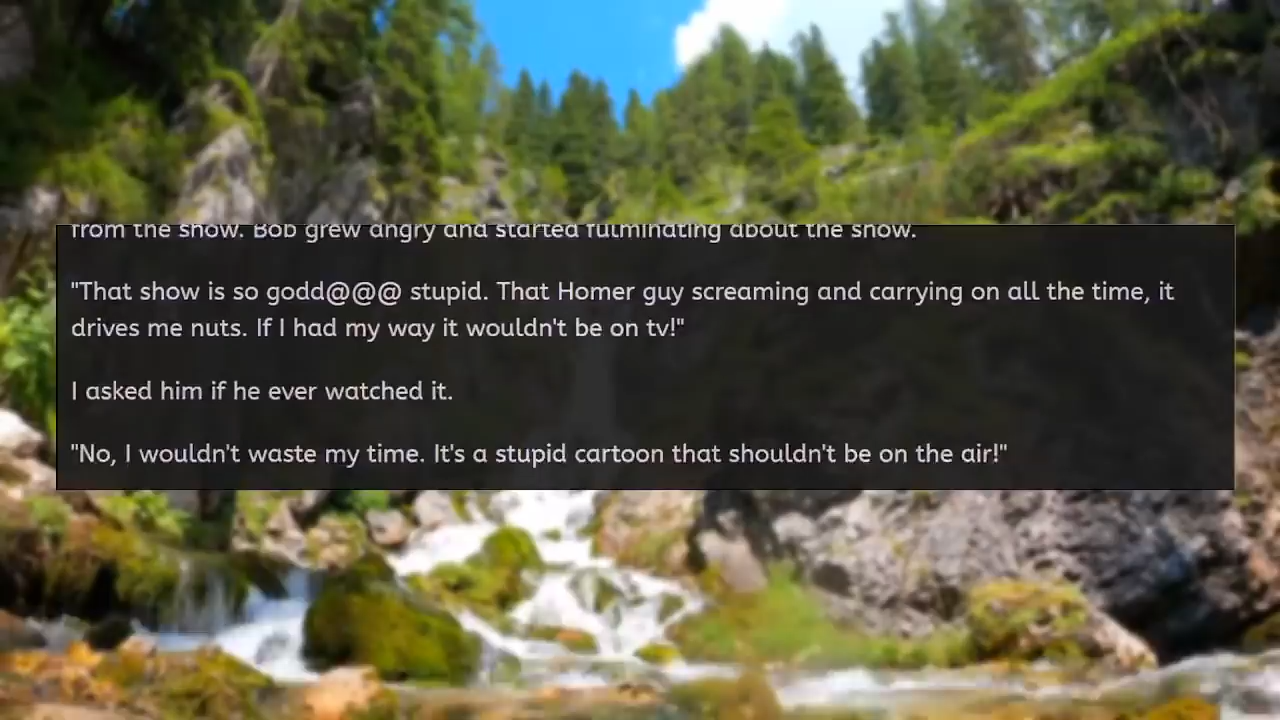 from the show. Bob grew angry and started fulminating about the show.
"That show is so godd@@@ stupid. That Homer guy screaming and carrying on all the time, it
drives me nuts. If I had my way it wouldn't be on tv!"
I asked him if he ever watched it.
"No, I wouldn't waste my time. It's a stupid cartoon that shouldn't be on the air!"